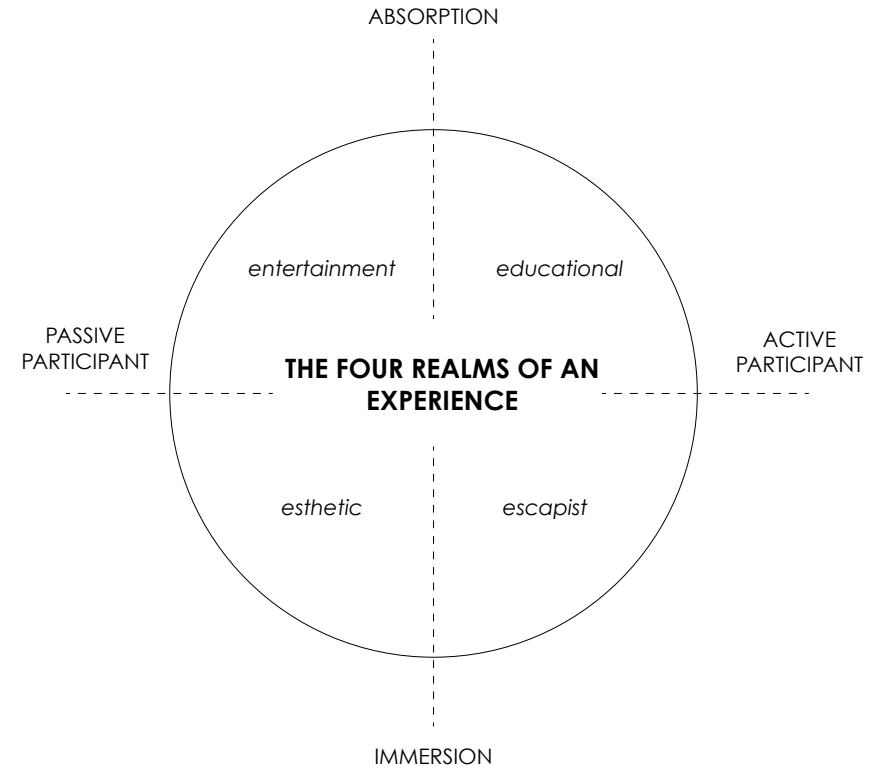 ABSORPTION
entertainment
educational
PASSIVE
PARTICIPANT
THE FOUR REALMS OF AN
EXPERIENCE
ACTIVE
PARTICIPANT
esthetic
escapist
IMMERSION